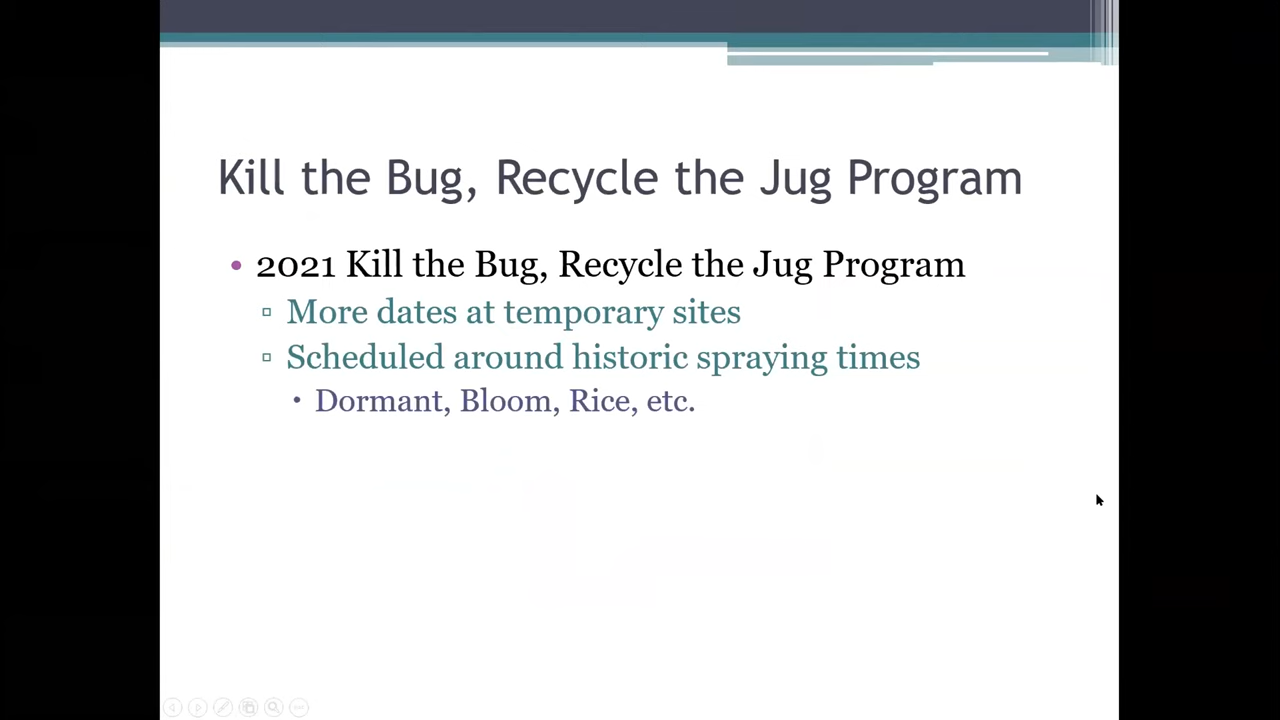 Kill the Bug, Recycle the Jug Program
• 2021 Kill the Bug, Recycle the Jug Program
▫ More dates at temporary sites
▫ Scheduled around historic spraying times
• Dormant, Bloom, Rice, etc.